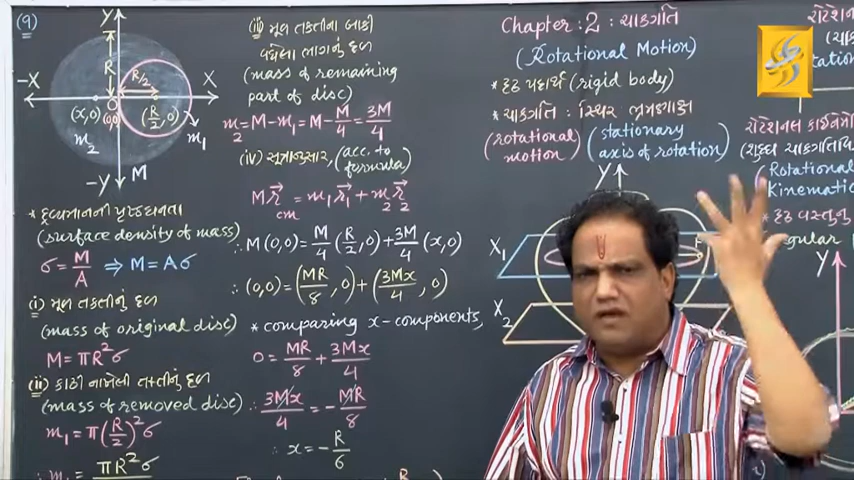 (9)
Y
-X
X
R
R/2
O
(0,0)
(x,0)
(R/2, 0)
m₂
m₁
-Y
M
* દ્રવ્યમાનની પૃષ્ઠઘનતા
(surface density of mass)
σ = M/A ⇒ M = Aσ
(i) મૂળ તકતીનું દળ
(mass of original disc)
M = πR²σ
(ii) કાઢી નાખેલી તકતીનું દળ
(mass of removed disc)
m₁ = π(R/2)²σ
∴ m₁ = πR²σ
(iii) મૂળ તકતીના બાકી
વધેલા ભાગનું દળ
(mass of remaining
part of disc)
m₂ = M - m₁ = M - M/4 = 3M/4
(iv) સૂત્રાનુસાર, (acc. to
formula)
M r⃗cm = m₁r⃗₁ + m₂r⃗₂
∴ M(0,0) = M/4 (R/2, 0) + 3M/4 (x,0)
∴ (0,0) = (MR/8, 0) + (3Mx/4, 0)
* comparing x-components,
0 = MR/8 + 3Mx/4
∴ 3Mx/4 = -MR/8
∴ x = -R/6
Chapter: 2 : ચાકગતિ
(Rotational Motion)
* દૃઢ પદાર્થ (rigid body)
* ચાકગતિ : સ્થિર ભ્રમણાક્ષ
(rotational motion) (stationary axis of rotation)
Y
X₁
X₂
(Rotational
Kinematic
* દૃઢ વસ્તુનું
Y